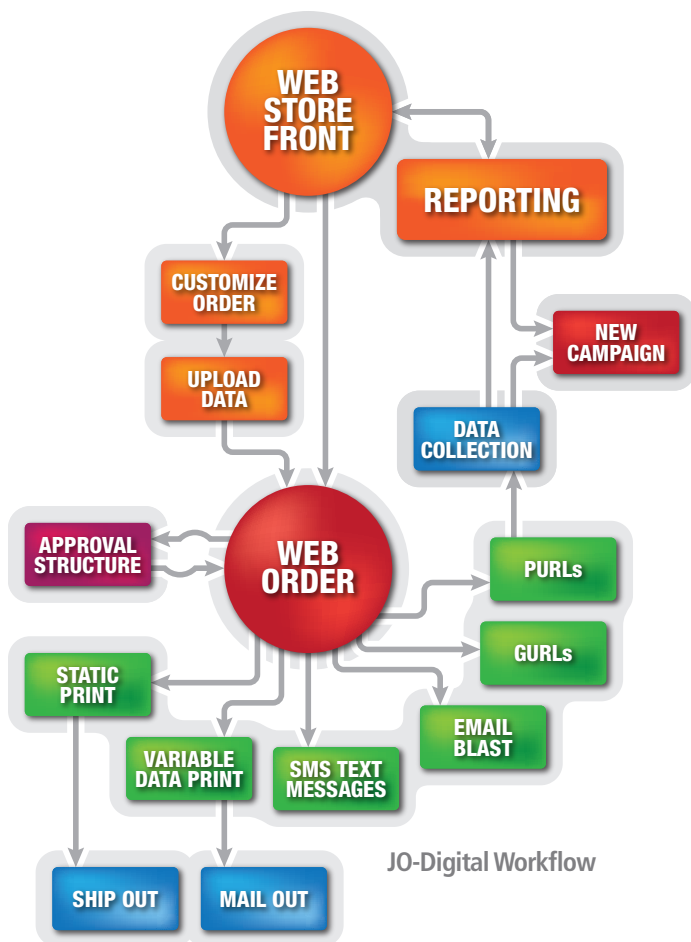 WEB
STORE
FRONT
REPORTING
CUSTOMIZE
ORDER
NEW
CAMPAIGN
UPLOAD
DATA
DATA
COLLECTION
APPROVAL
STRUCTURE
WEB
ORDER
PURLs
GURLs
STATIC
PRINT
EMAIL
BLAST
VARIABLE
DATA PRINT
SMS TEXT
MESSAGES
JO-Digital Workflow
SHIP OUT
MAIL OUT